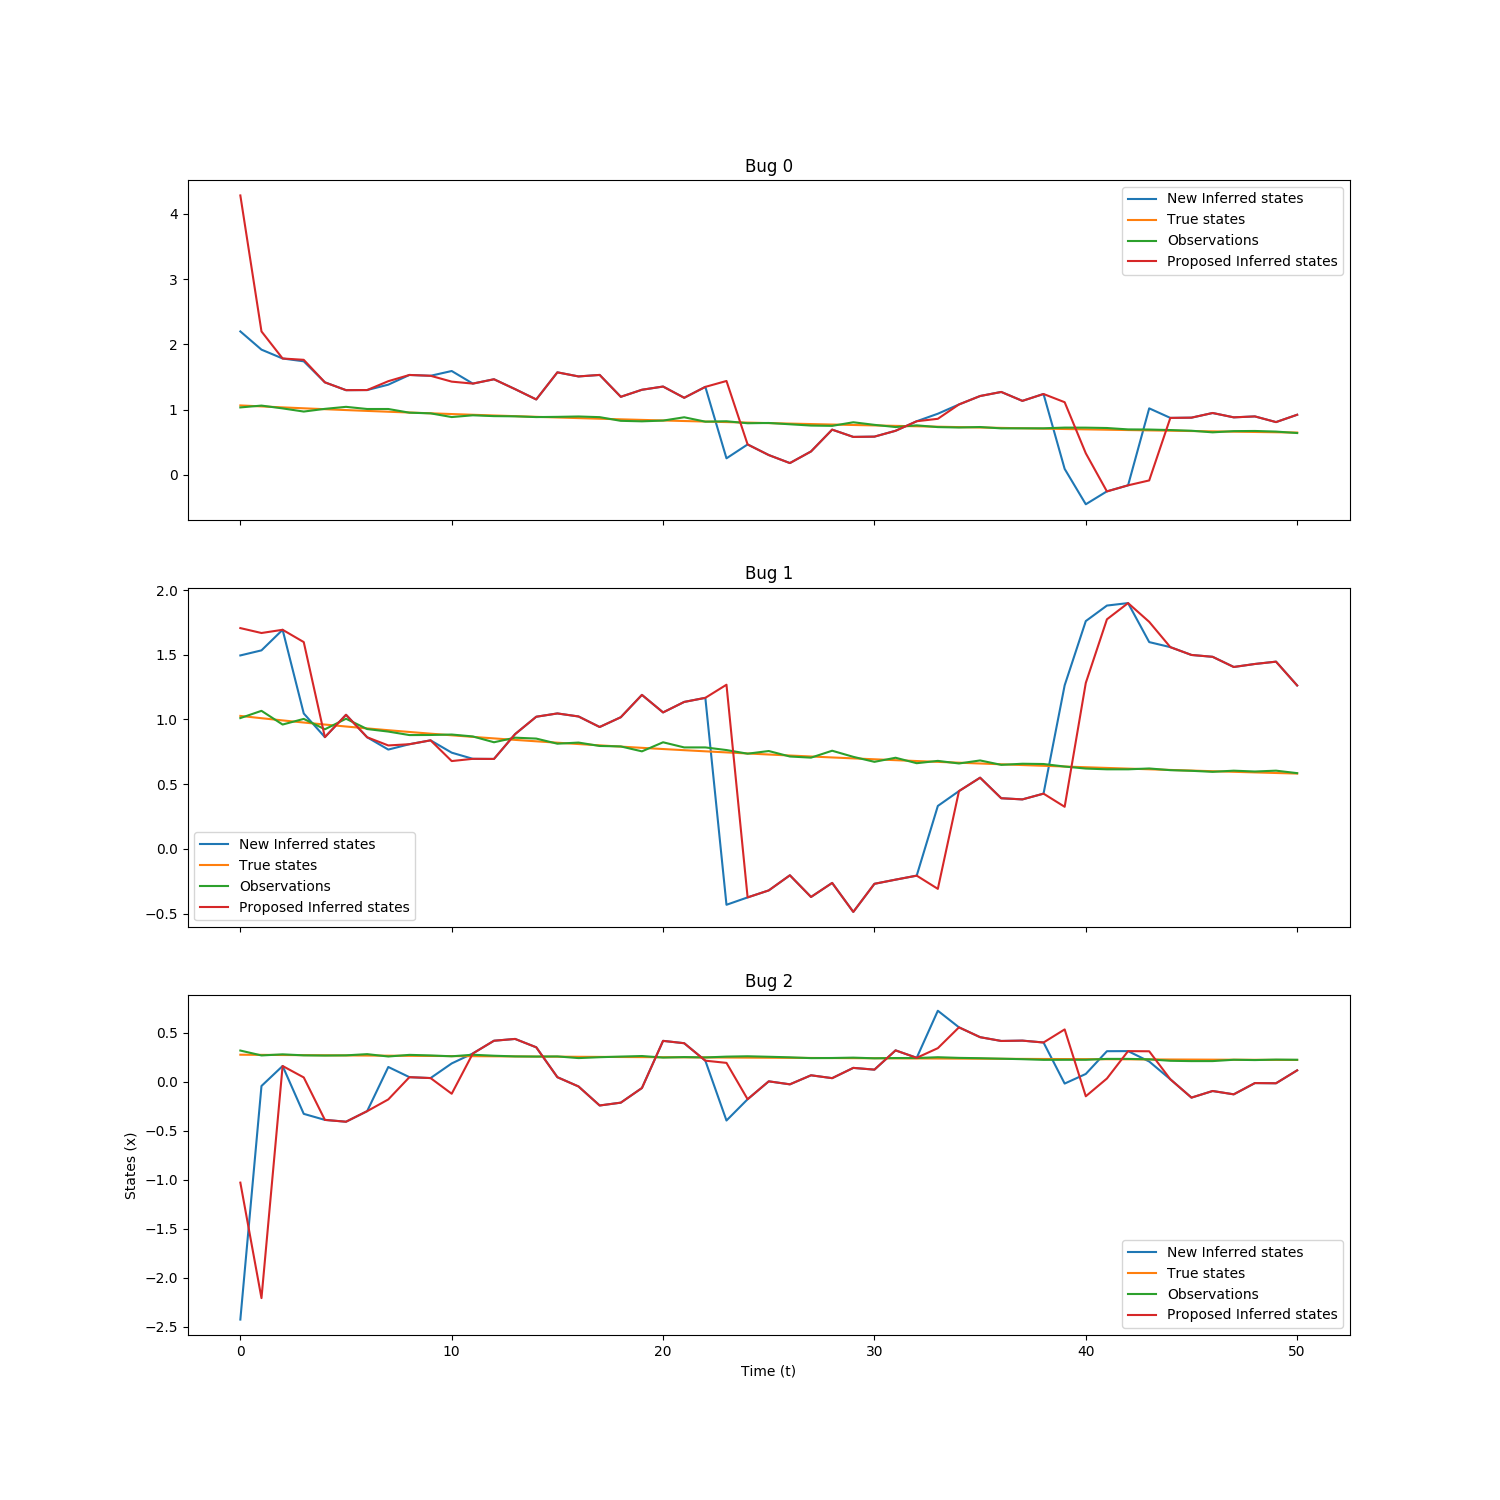 Bug 0
4
3
2
1
0
New Inferred states
True states
Observations
Proposed Inferred states
Bug 1
2.0
1.5
1.0
0.5
0.0
−0.5
New Inferred states
True states
Observations
Proposed Inferred states
Bug 2
States (x)
0.5
0.0
−0.5
−1.0
−1.5
−2.0
−2.5
New Inferred states
True states
Observations
Proposed Inferred states
0 10 20 30 40 50
Time (t)